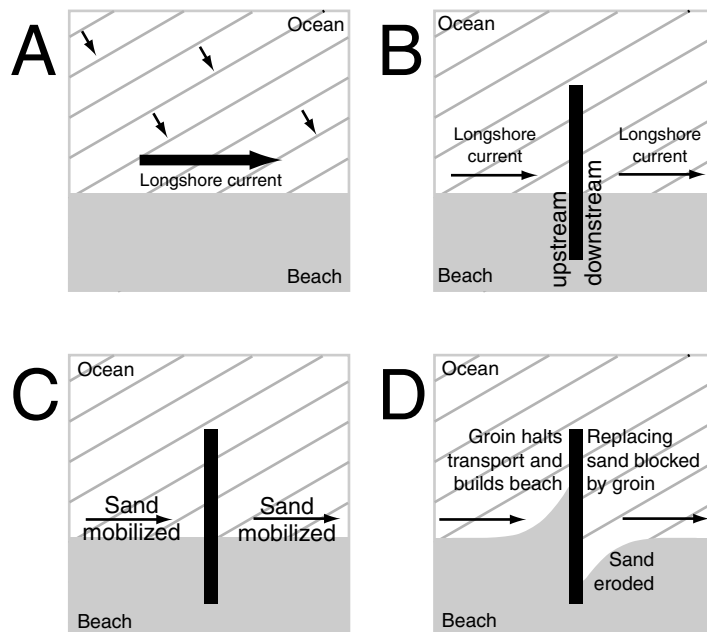 A
Ocean
Longshore current
Beach
B
Ocean
Longshore
current
Longshore
current
upstream
downstream
Beach
C
Ocean
Sand
mobilized
Sand
mobilized
Beach
D
Ocean
Groin halts
transport and
builds beach
Replacing
sand blocked
by groin
Sand
eroded
Beach